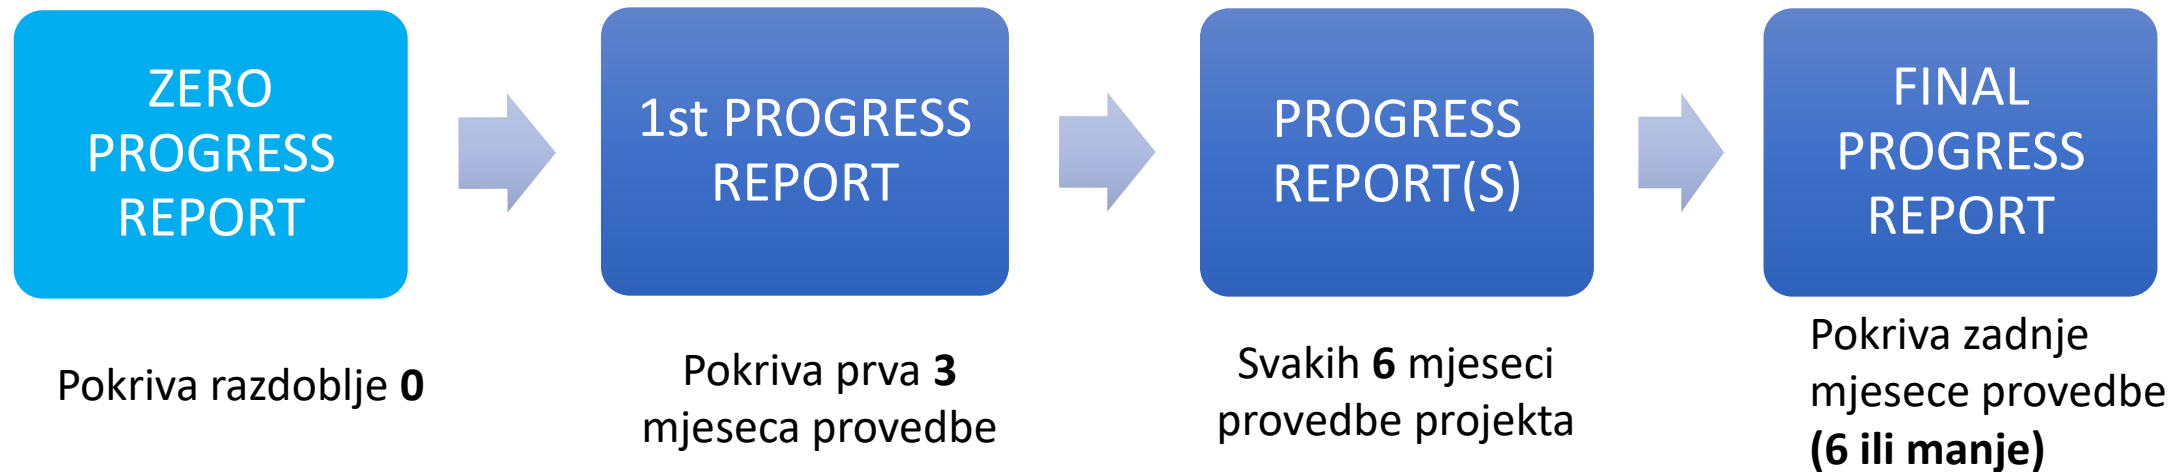 ZERO
PROGRESS
REPORT
Pokriva razdoblje 0
1st PROGRESS
REPORT
Pokriva prva 3
mjeseca provedbe
PROGRESS
REPORT(S)
Svakih 6 mjeseci
provedbe projekta
FINAL
PROGRESS
REPORT
Pokriva zadnje
mjesece provedbe
(6 ili manje)